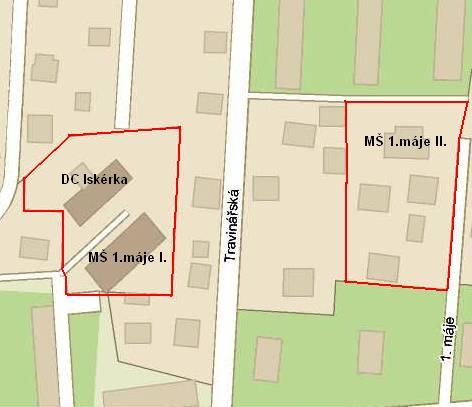 MŠ 1.máje II.
DC Iskérka
Travinářská
MŠ 1.máje I.
1. máje